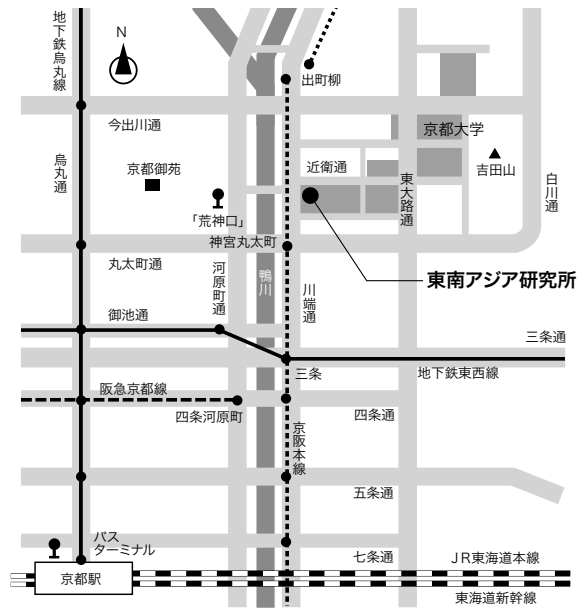 地下鉄烏丸線
N
出町柳
今出川通
京都大学
烏丸通
京都御苑
近衛通
吉田山
東大路通
白川通
「荒神口」
神宮丸太町
丸太町通
河原町通
鴨川
川端通
東南アジア研究所
御池通
三条通
三条
地下鉄東西線
阪急京都線
四条河原町
四条通
京阪本線
五条通
バス
ターミナル
七条通
JR東海道本線
京都駅
東海道新幹線